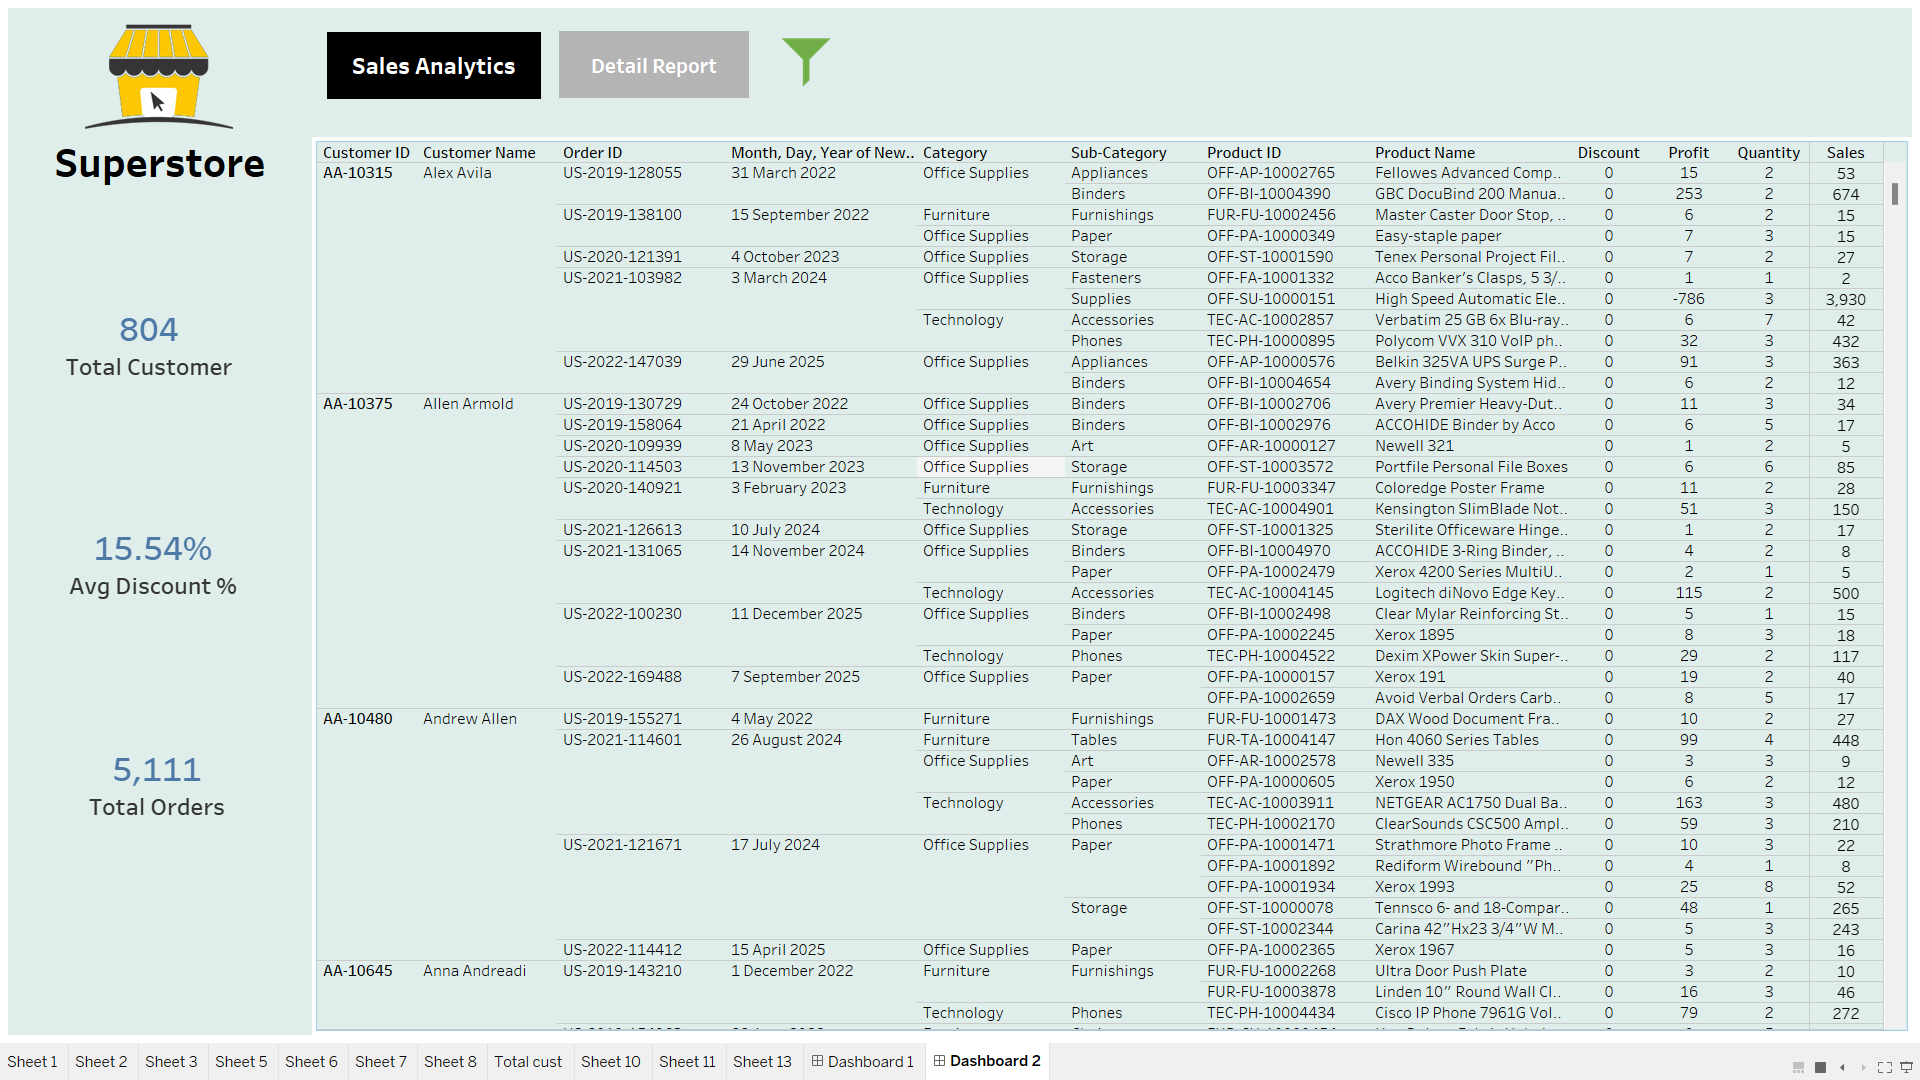 Sales Analytics
Detail Report
Superstore
804
Total Customer
15.54%
Avg Discount %
5,111
Total Orders
Customer ID Customer Name Order ID Month, Day, Year of New.. Category Sub-Category Product ID Product Name Discount Profit Quantity Sales
AA-10315 Alex Avila US-2019-128055 31 March 2022 Office Supplies Appliances OFF-AP-10002765 Fellowes Advanced Comp.. 0 15 2 53
Binders OFF-BI-10004390 GBC DocuBind 200 Manua.. 0 253 2 674
US-2019-138100 15 September 2022 Furniture Furnishings FUR-FU-10002456 Master Caster Door Stop, .. 0 6 2 15
Office Supplies Paper OFF-PA-10000349 Easy-staple paper 0 7 3 15
US-2020-121391 4 October 2023 Office Supplies Storage OFF-ST-10001590 Tenex Personal Project Fil.. 0 7 2 27
US-2021-103982 3 March 2024 Office Supplies Fasteners OFF-FA-10001332 Acco Banker's Clasps, 5 3/.. 0 1 1 2
Supplies OFF-SU-10000151 High Speed Automatic Ele.. 0 -786 3 3,930
Technology Accessories TEC-AC-10002857 Verbatim 25 GB 6x Blu-ray.. 0 6 7 42
Phones TEC-PH-10000895 Polycom VVX 310 VoIP ph.. 0 32 3 432
US-2022-147039 29 June 2025 Office Supplies Appliances OFF-AP-10000576 Belkin 325VA UPS Surge P.. 0 91 3 363
Binders OFF-BI-10004654 Avery Binding System Hid.. 0 6 2 12
AA-10375 Allen Armold US-2019-130729 24 October 2022 Office Supplies Binders OFF-BI-10002706 Avery Premier Heavy-Dut.. 0 11 3 34
US-2019-158064 21 April 2022 Office Supplies Binders OFF-BI-10002976 ACCOHIDE Binder by Acco 0 6 5 17
US-2020-109939 8 May 2023 Office Supplies Art OFF-AR-10000127 Newell 321 0 1 2 5
US-2020-114503 13 November 2023 Office Supplies Storage OFF-ST-10003572 Portfile Personal File Boxes 0 6 6 85
US-2020-140921 3 February 2023 Furniture Furnishings FUR-FU-10003347 Coloredge Poster Frame 0 11 2 28
Technology Accessories TEC-AC-10004901 Kensington SlimBlade Not.. 0 51 3 150
US-2021-126613 10 July 2024 Office Supplies Storage OFF-ST-10001325 Sterilite Officeware Hinge.. 0 1 2 17
US-2021-131065 14 November 2024 Office Supplies Binders OFF-BI-10004970 ACCOHIDE 3-Ring Binder, .. 0 4 2 8
Paper OFF-PA-10002479 Xerox 4200 Series MultiU.. 0 2 1 5
Technology Accessories TEC-AC-10004145 Logitech diNovo Edge Key.. 0 115 2 500
US-2022-100230 11 December 2025 Office Supplies Binders OFF-BI-10002498 Clear Mylar Reinforcing St.. 0 5 1 15
Paper OFF-PA-10002245 Xerox 1895 0 8 3 18
Technology Phones TEC-PH-10004522 Dexim XPower Skin Super-.. 0 29 2 117
US-2022-169488 7 September 2025 Office Supplies Paper OFF-PA-10000157 Xerox 191 0 19 2 40
OFF-PA-10002659 Avoid Verbal Orders Carb.. 0 8 5 17
AA-10480 Andrew Allen US-2019-155271 4 May 2022 Furniture Furnishings FUR-FU-10001473 DAX Wood Document Fra.. 0 10 2 27
US-2021-114601 26 August 2024 Furniture Tables FUR-TA-10004147 Hon 4060 Series Tables 0 99 4 448
Office Supplies Art OFF-AR-10002578 Newell 335 0 3 3 9
Paper OFF-PA-10000605 Xerox 1950 0 6 2 12
Technology Accessories TEC-AC-10003911 NETGEAR AC1750 Dual Ba.. 0 163 3 480
Phones TEC-PH-10002170 ClearSounds CSC500 Ampl.. 0 59 3 210
US-2021-121671 17 July 2024 Office Supplies Paper OFF-PA-10001471 Strathmore Photo Frame .. 0 10 3 22
OFF-PA-10001892 Rediform Wirebound "Ph.. 0 4 1 8
OFF-PA-10001934 Xerox 1993 0 25 8 52
Storage OFF-ST-10000078 Tennsco 6- and 18-Compar.. 0 48 1 265
OFF-ST-10002344 Carina 42"Hx23 3/4"W M.. 0 5 3 243
US-2022-114412 15 April 2025 Office Supplies Paper OFF-PA-10002365 Xerox 1967 0 5 3 16
AA-10645 Anna Andreadi US-2019-143210 1 December 2022 Furniture Furnishings FUR-FU-10002268 Ultra Door Push Plate 0 3 2 10
FUR-FU-10003878 Linden 10" Round Wall Cl.. 0 16 3 46
Technology Phones TEC-PH-10004434 Cisco IP Phone 7961G Vol.. 0 79 2 272
Sheet 1 Sheet 2 Sheet 3 Sheet 5 Sheet 6 Sheet 7 Sheet 8 Total cust Sheet 10 Sheet 11 Sheet 13 Dashboard 1 Dashboard 2